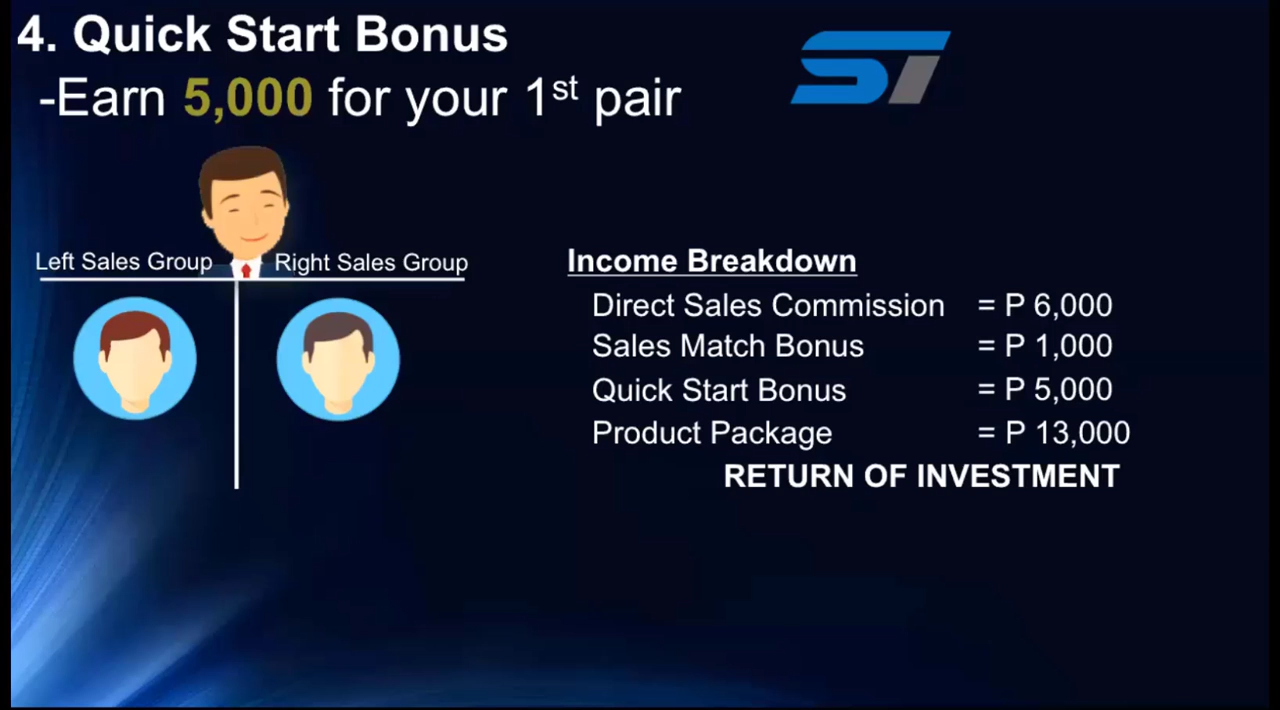 4. Quick Start Bonus
-Earn 5,000 for your 1st pair
ST
Left Sales Group
Right Sales Group
Income Breakdown
Direct Sales Commission = P 6,000
Sales Match Bonus = P 1,000
Quick Start Bonus = P 5,000
Product Package = P 13,000
RETURN OF INVESTMENT